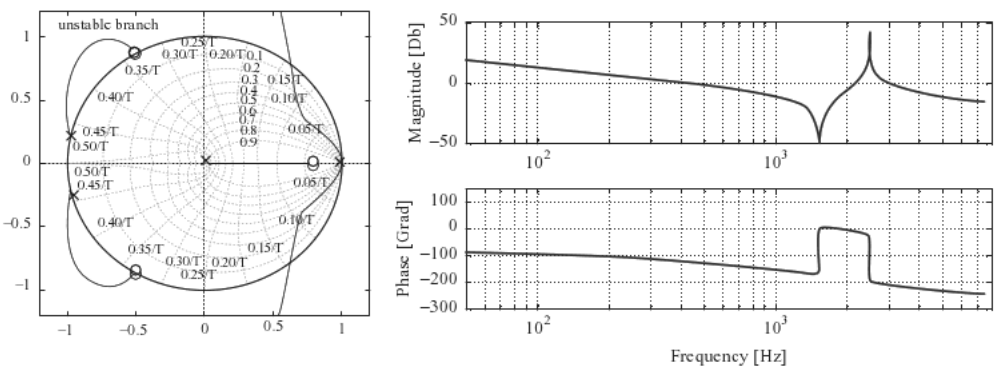 unstable branch
1
0.5
0
−0.5
−1
0.25/T
0.30/T 0.20/T 0.1
0.35/T 0.2
0.3 0.15/T
0.40/T 0.4 0.10/T
0.5
0.6
0.7
0.45/T 0.8 0.05/T
0.50/T 0.9
0.50/T
0.45/T 0.05/T
0.40/T 0.10/T
0.35/T 0.15/T
0.30/T 0.20/T
0.25/T
−1 −0.5 0 0.5 1
Magnitude [Db]
50
0
−50
10² 10³
Phase [Grad]
100
0
−100
−200
−300
10² 10³
Frequency [Hz]